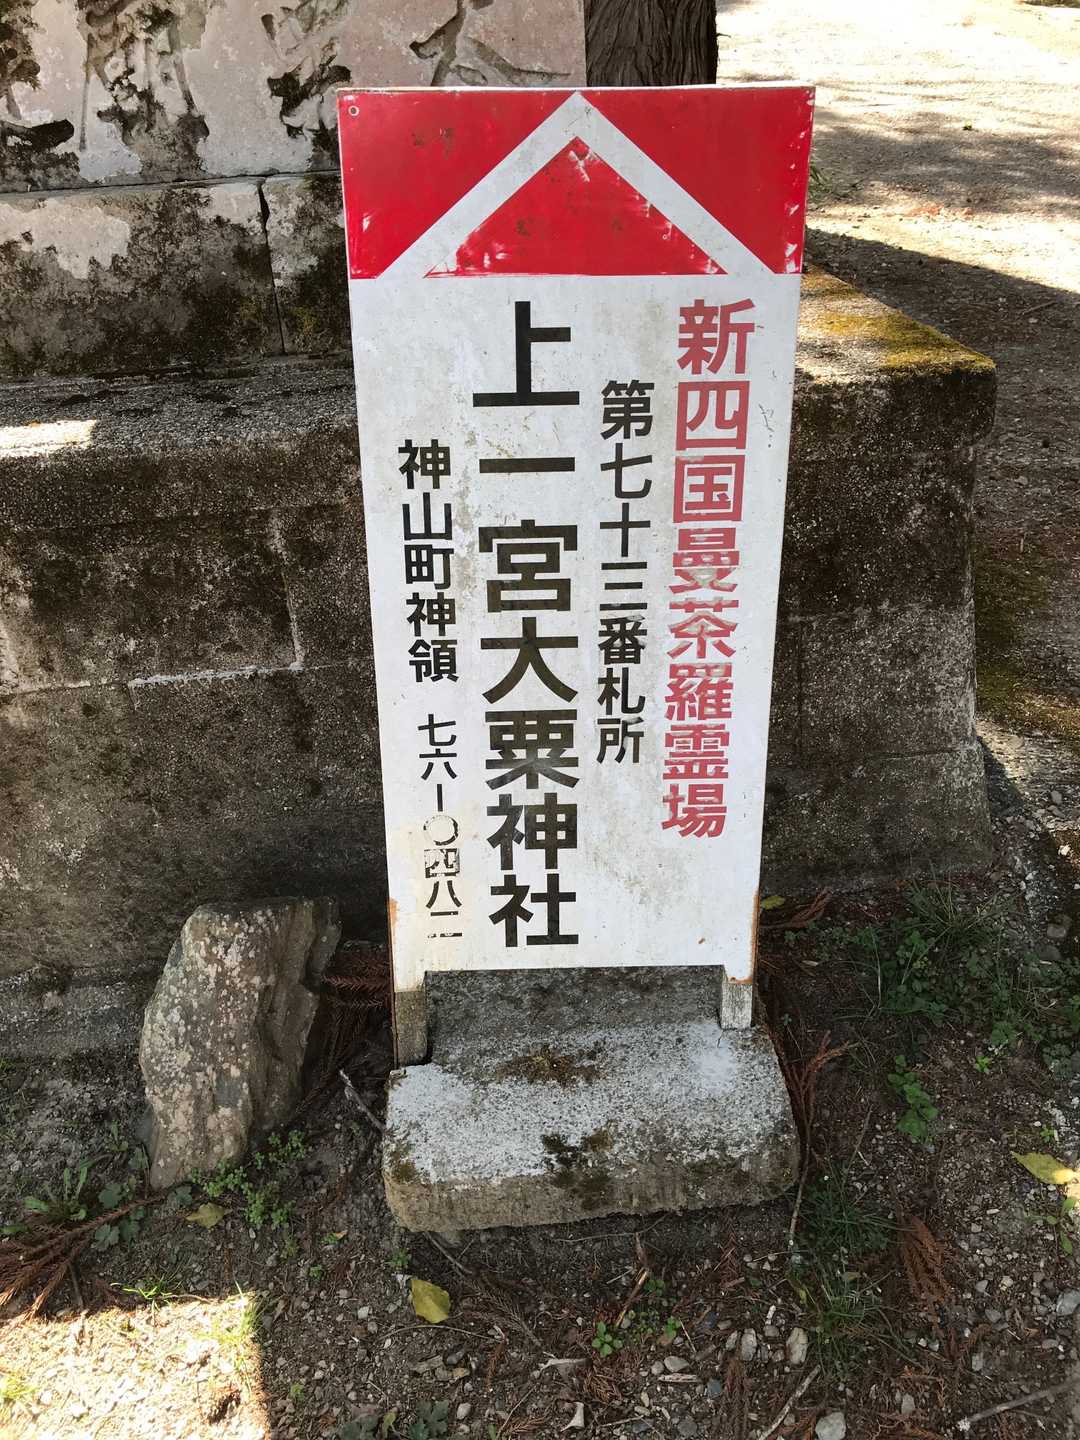 新四国曼荼羅霊場
第七十三番札所
上一宮大粟神社
神山町神領 七六ー〇四八二